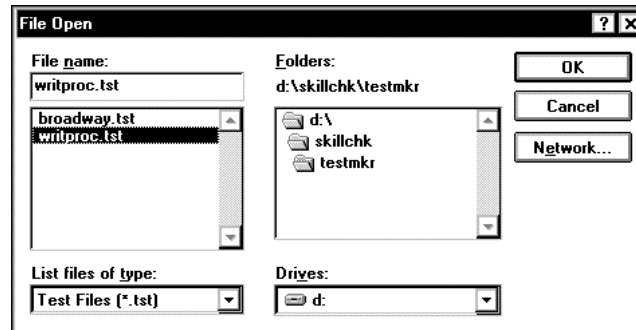 File Open
File name:
writproc.tst
broadway.tst
writproc.tst
List files of type:
Test Files (*.tst)
Folders:
d:\skillchk\testmkr
d:\
skillchk
testmkr
Drives:
d:
OK
Cancel
Network...